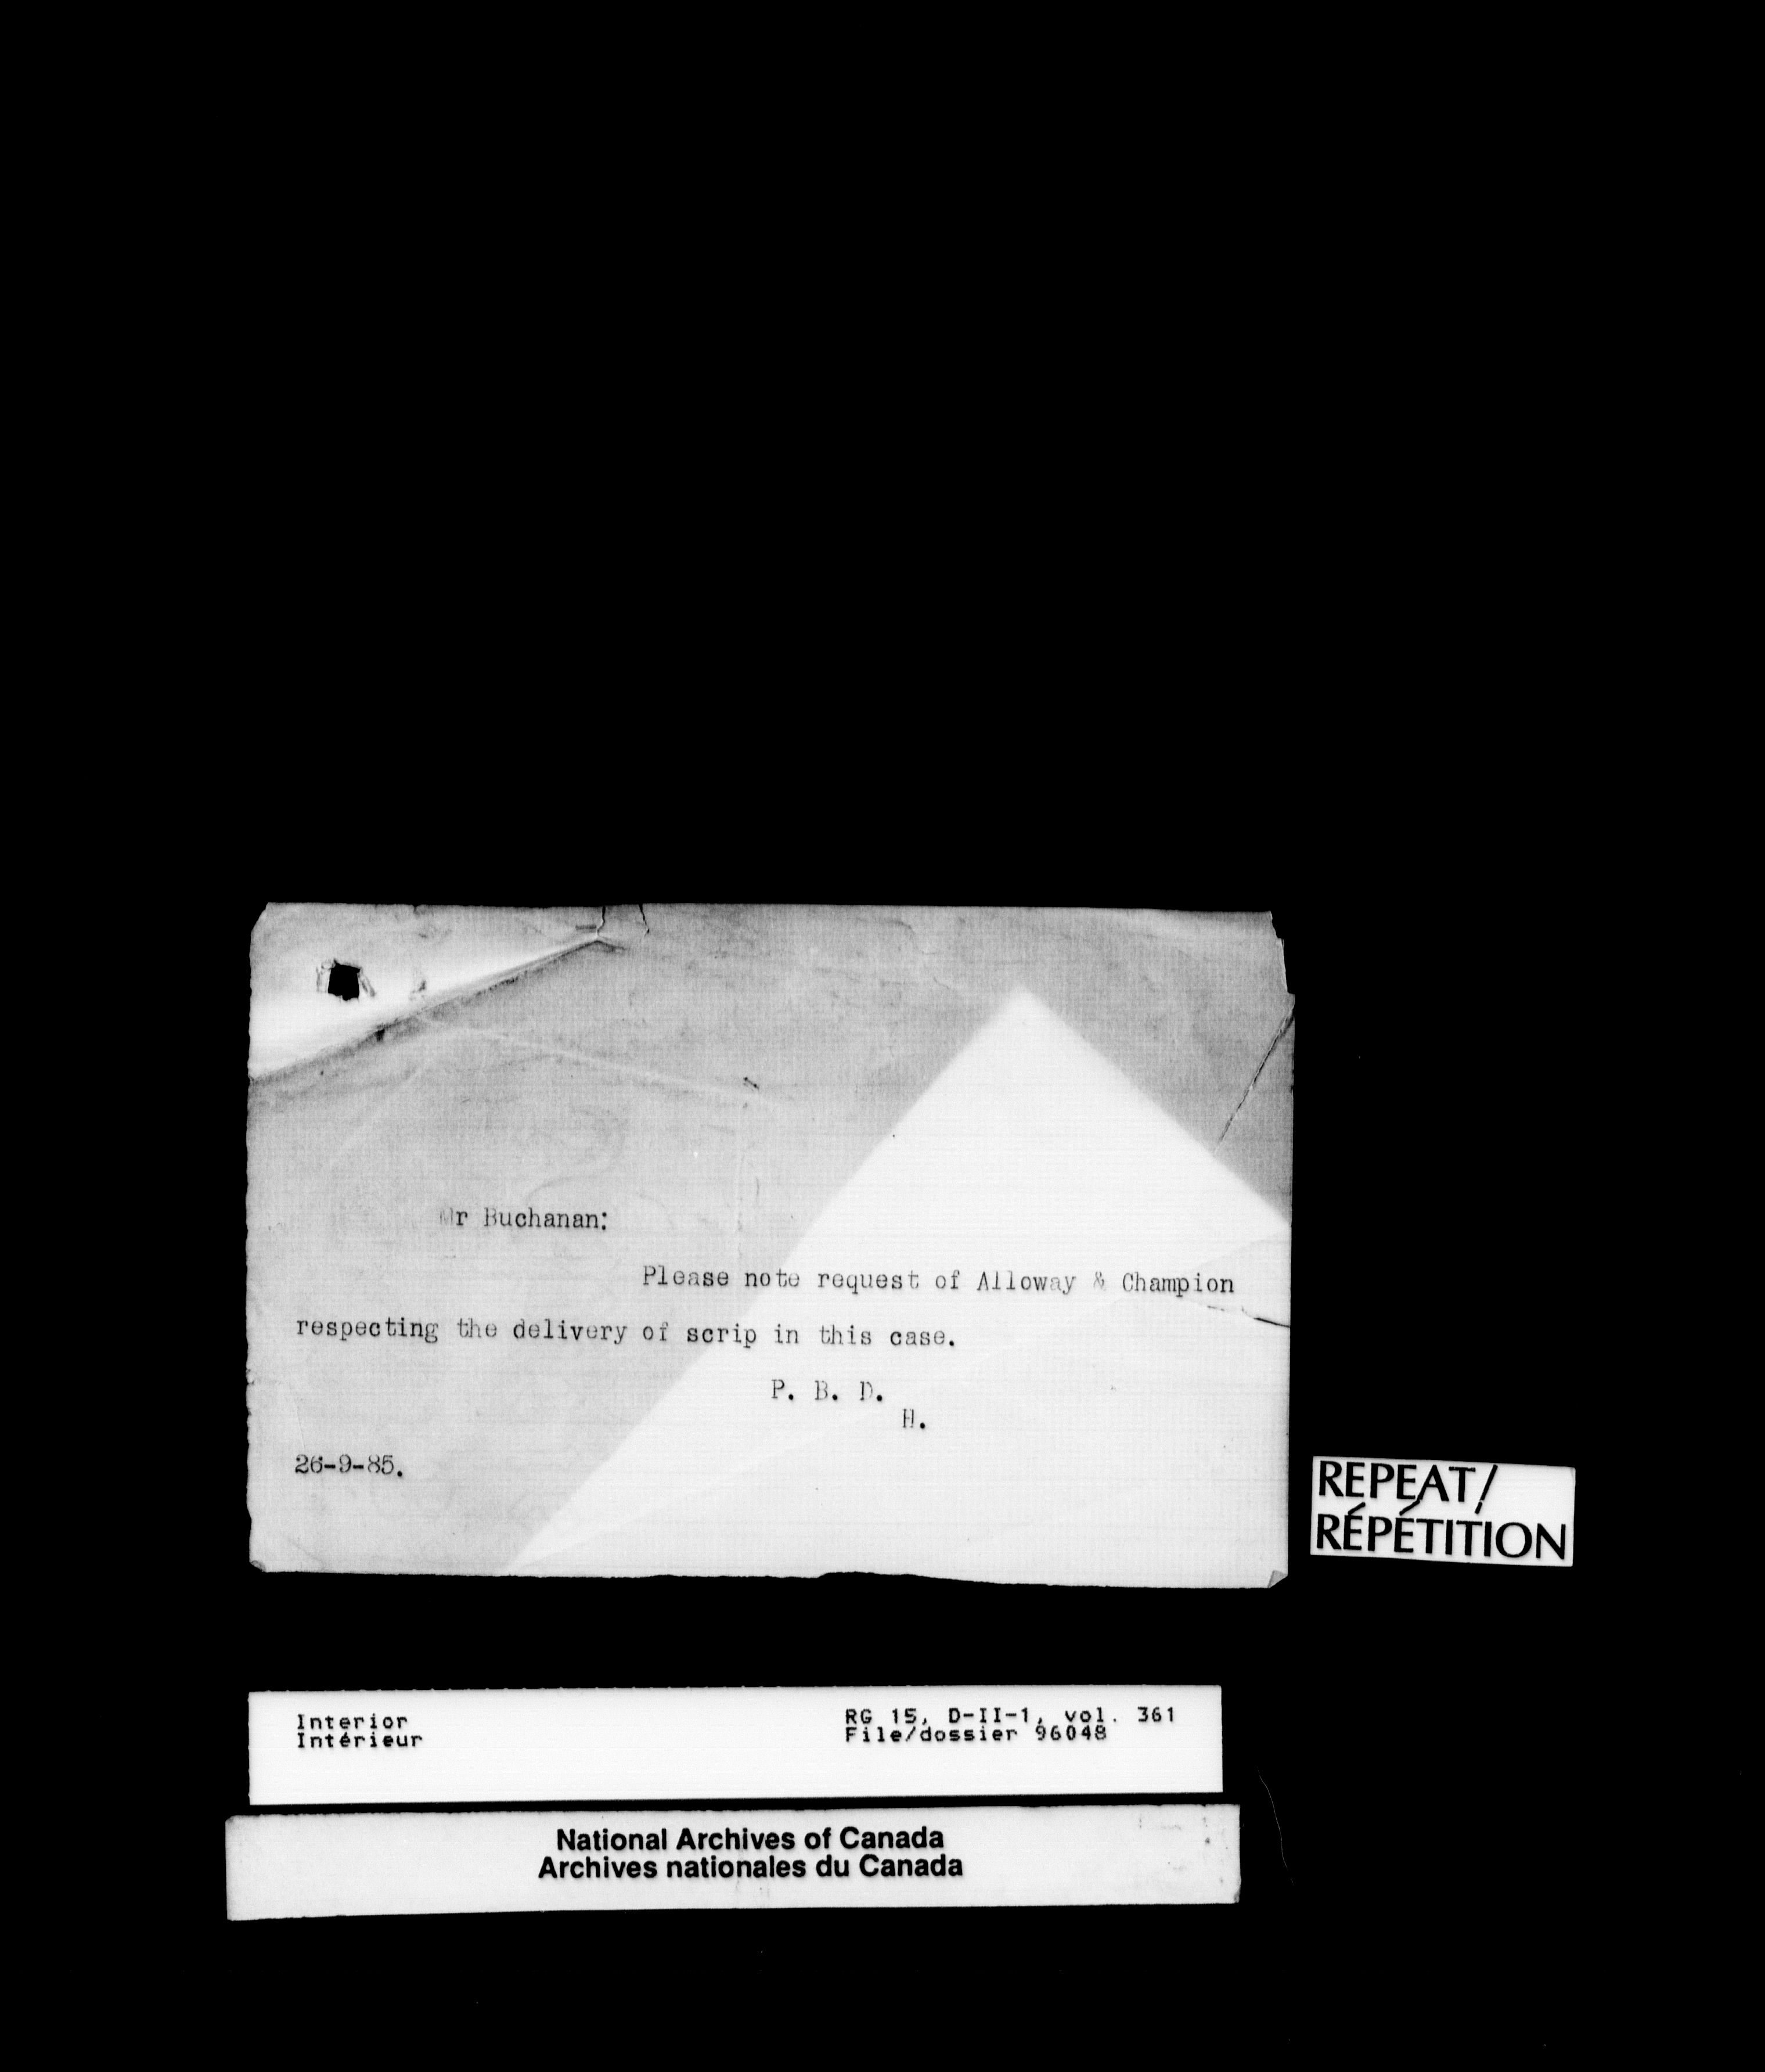 Mr Buchanan:
Please note request of Alloway & Champion
respecting the delivery of scrip in this case.
P. B. D.
H.
26-9-85.
REPEAT/
RÉPÉTITION
Interior
Intérieur
RG 15, D-II-1, vol. 361
File/dossier 96048
National Archives of Canada
Archives nationales du Canada